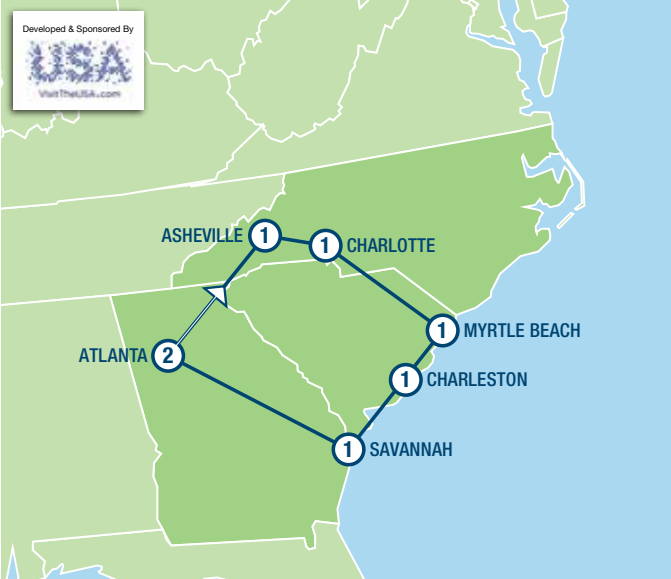 Developed & Sponsored By
USA
VisitTheUSA.com
ASHEVILLE
1
1
CHARLOTTE
1
MYRTLE BEACH
ATLANTA
2
1
CHARLESTON
1
SAVANNAH